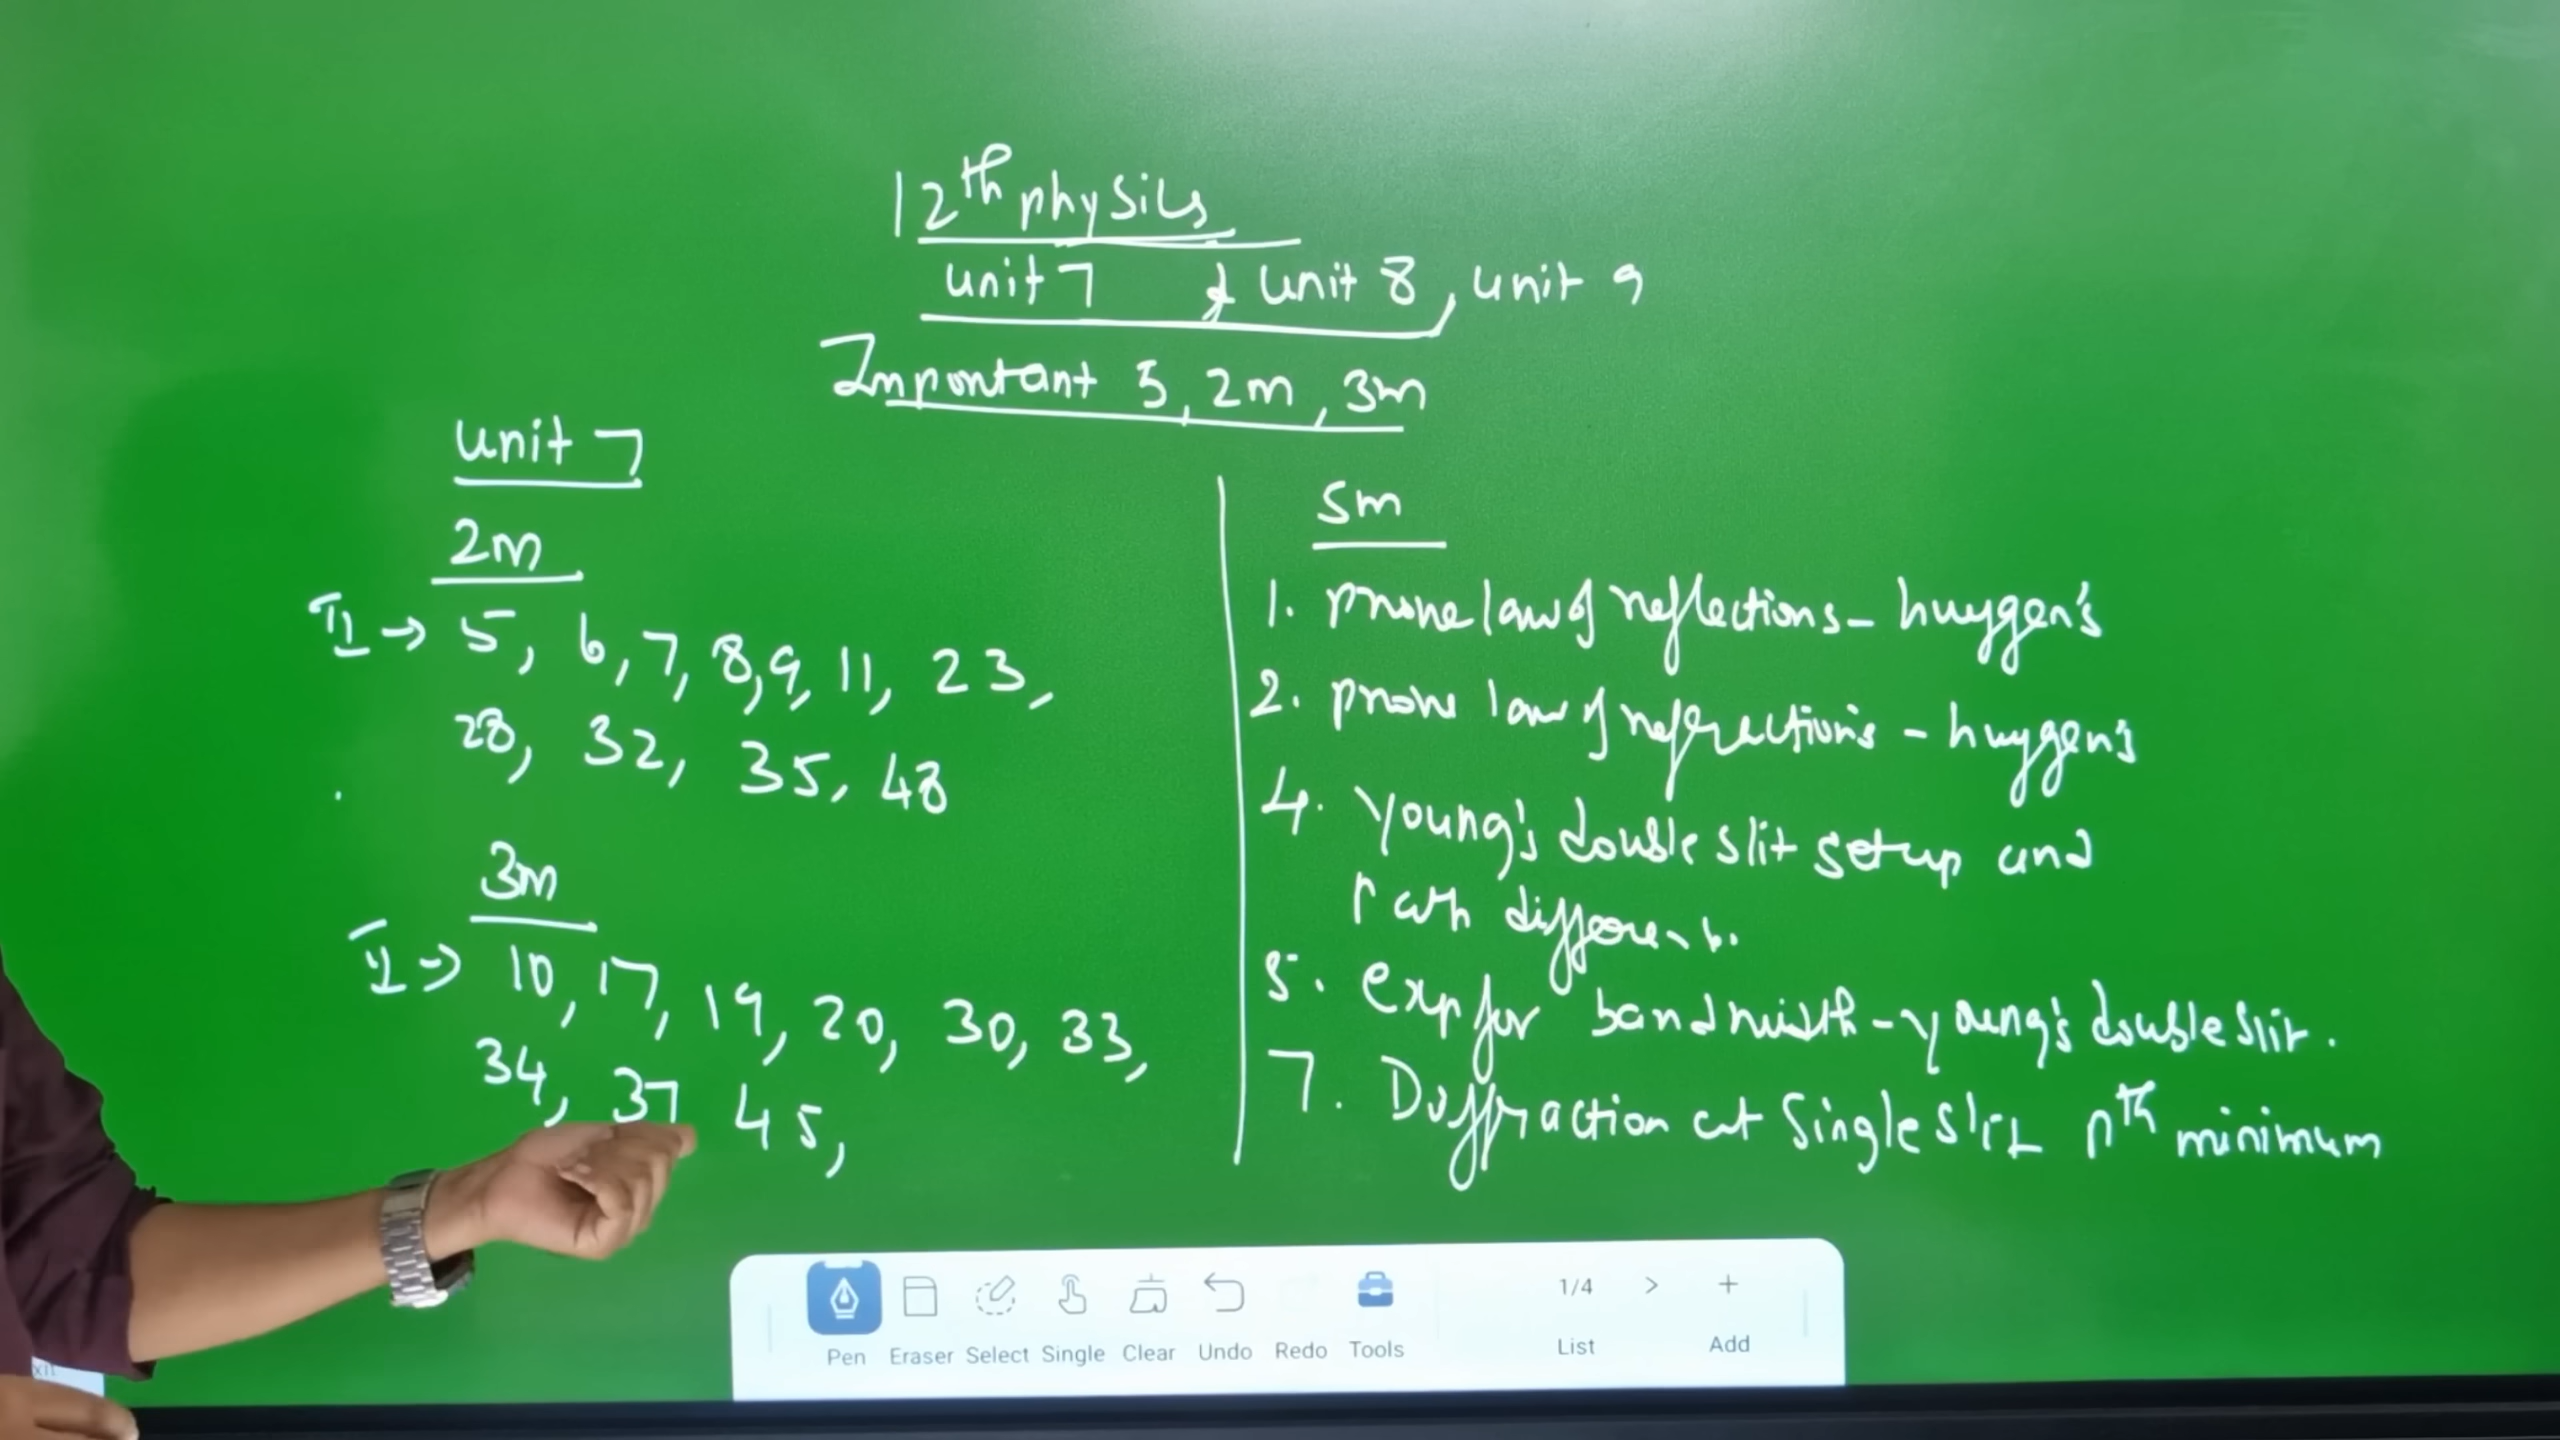 12th physics
unit 7 & unit 8, unit 9
Important 5, 2m, 3m
unit 7
2m
II → 5, 6, 7, 8, 9, 11, 23,
28, 32, 35, 48
3m
II → 10, 17, 19, 20, 30, 33,
34, 37 45,
5m
1. prove law of reflections - huygen's
2. prove law of refrections - huygen's
4. Young's double slit setup and
Path
5. exp for bandwidth - young's double slit.
7. Diffraction at Single slit nth minimum
Pen Eraser Select Single Clear Undo Redo Tools 1/4 List > + Add